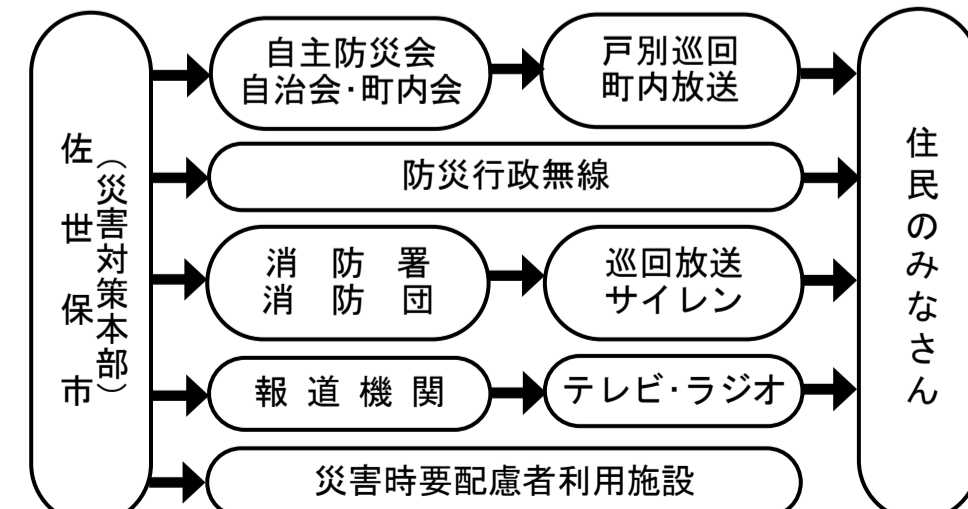 佐世保市
(災害対策本部)
自主防災会
自治会・町内会
戸別巡回
町内放送
防災行政無線
消防署
消防団
巡回放送
サイレン
報道機関
テレビ・ラジオ
災害時要配慮者利用施設
住民のみなさん